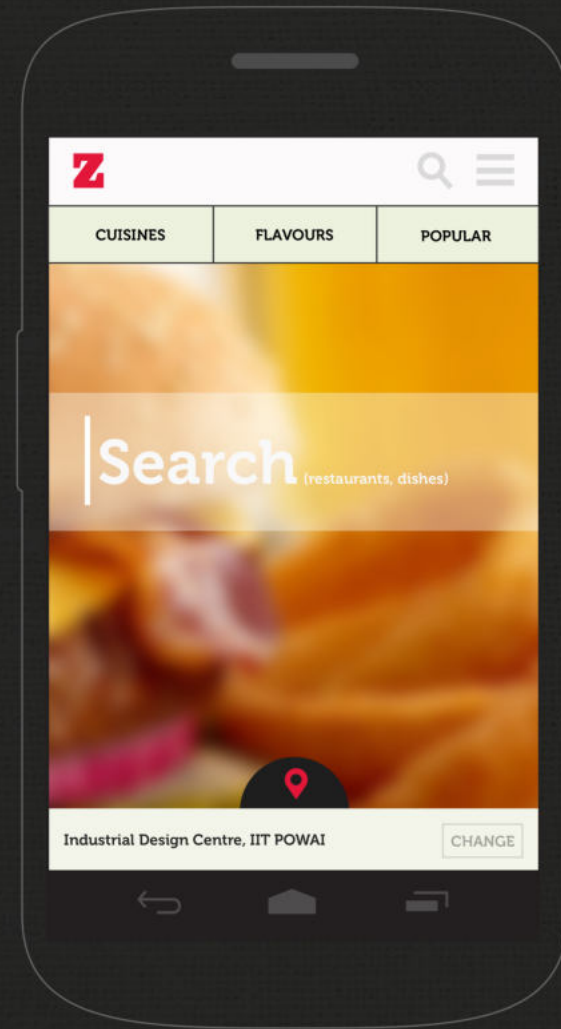 Z
CUISINES FLAVOURS POPULAR
Search (restaurants, dishes)
Industrial Design Centre, IIT POWAI CHANGE